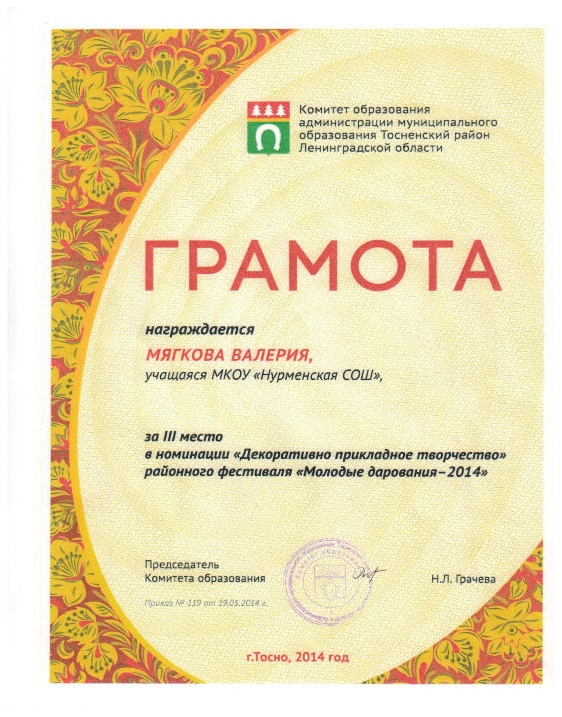 Комитет образования
администрации муниципального
образования Тосненский район
Ленинградской области
ГРАМОТА
награждается
МЯГКОВА ВАЛЕРИЯ,
учащаяся МКОУ «Нурменская СОШ»,
за III место
в номинации «Декоративно прикладное творчество»
районного фестиваля «Молодые дарования–2014»
Председатель
Комитета образования
Н.Л. Грачева
Приказ № 119 от 19.05.2014 г.
г.Тосно, 2014 год